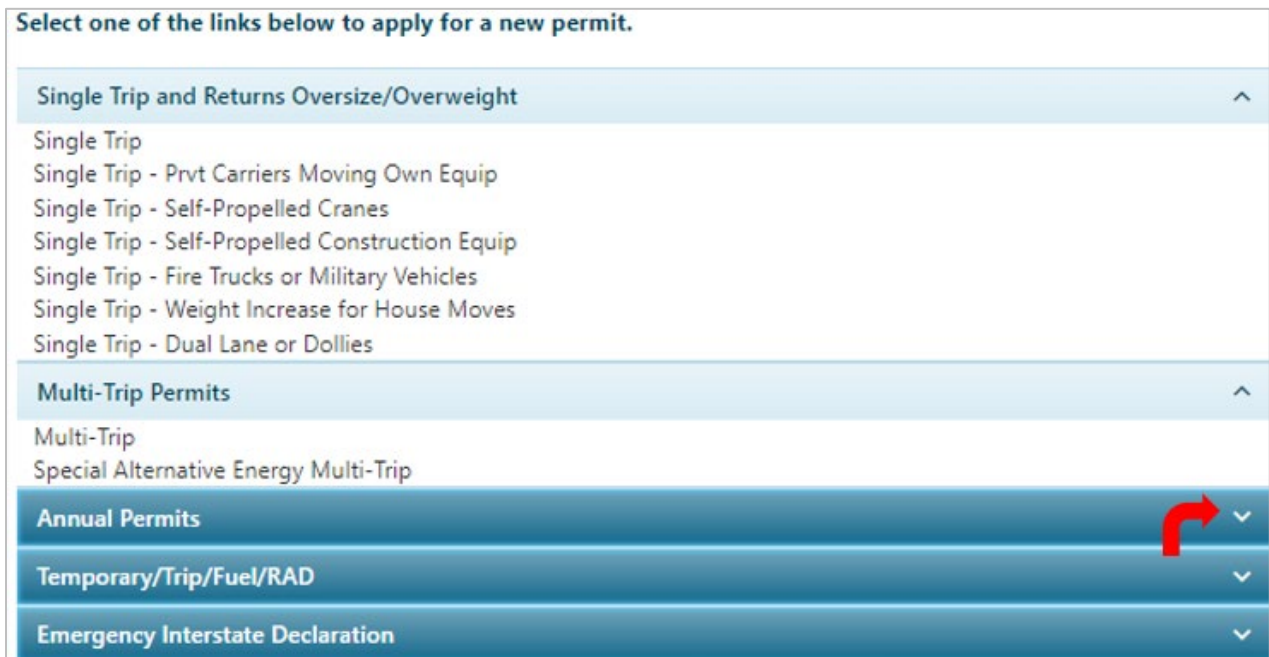 Select one of the links below to apply for a new permit.
Single Trip and Returns Oversize/Overweight
Single Trip
Single Trip - Prvt Carriers Moving Own Equip
Single Trip - Self-Propelled Cranes
Single Trip - Self-Propelled Construction Equip
Single Trip - Fire Trucks or Military Vehicles
Single Trip - Weight Increase for House Moves
Single Trip - Dual Lane or Dollies
Multi-Trip Permits
Multi-Trip
Special Alternative Energy Multi-Trip
Annual Permits
Temporary/Trip/Fuel/RAD
Emergency Interstate Declaration